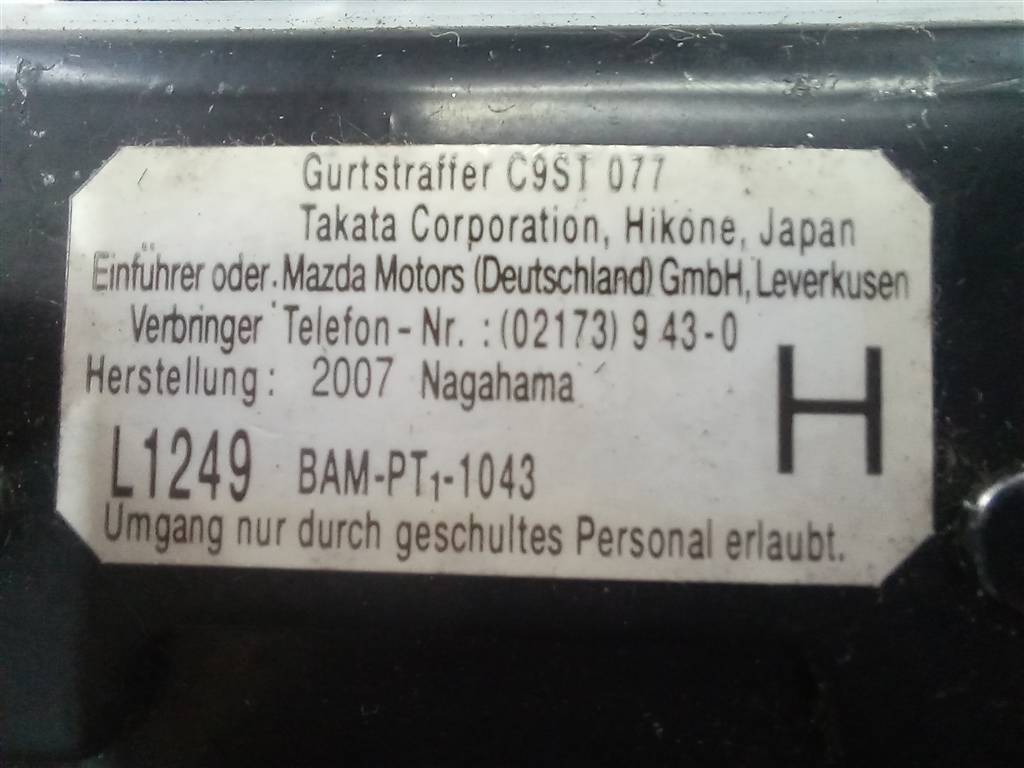 Gurtstraffer C9ST 077
Takata Corporation, Hikone, Japan
Einführer oder. Mazda Motors (Deutschland) GmbH, Leverkusen
Verbringer Telefon-Nr. : (02173) 9 43-0
Herstellung: 2007 Nagahama
H
L1249 BAM-PT1-1043
Umgang nur durch geschultes Personal erlaubt.